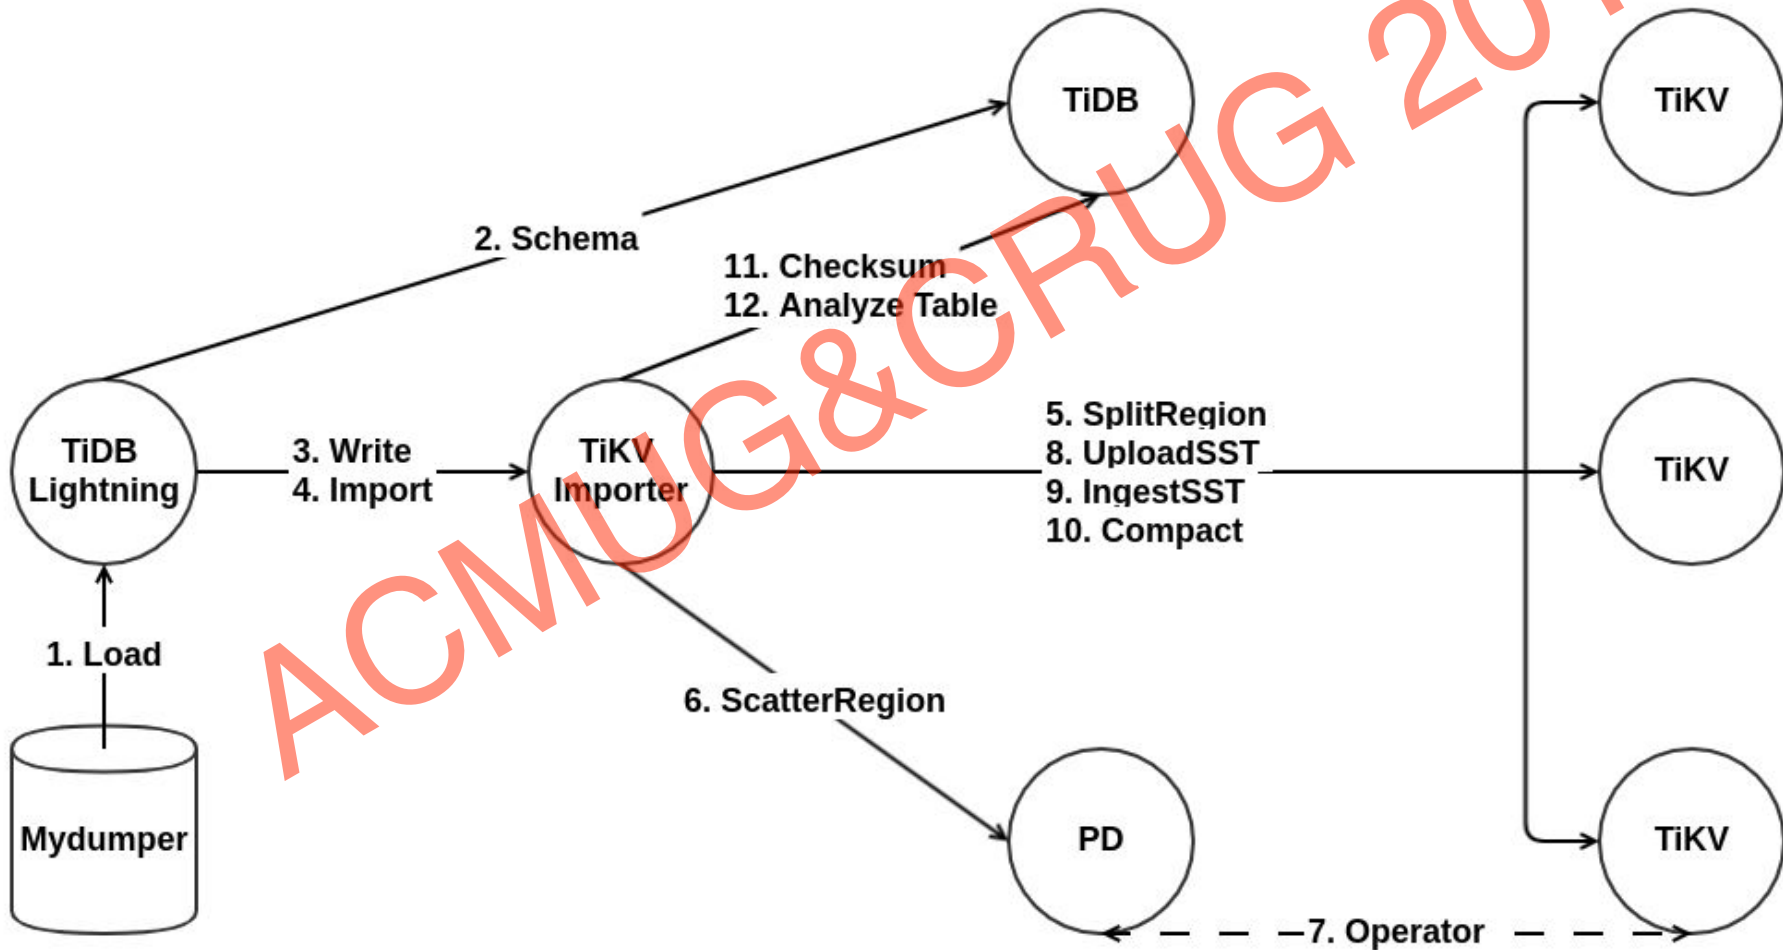 TiDB
TiKV
2. Schema
11. Checksum
12. Analyze Table
TiDB
Lightning
3. Write
4. Import
TiKV
Importer
5. SplitRegion
8. UploadSST
9. IngestSST
10. Compact
TiKV
1. Load
6. ScatterRegion
Mydumper
PD
TiKV
7. Operator
ACMUG&CRUG